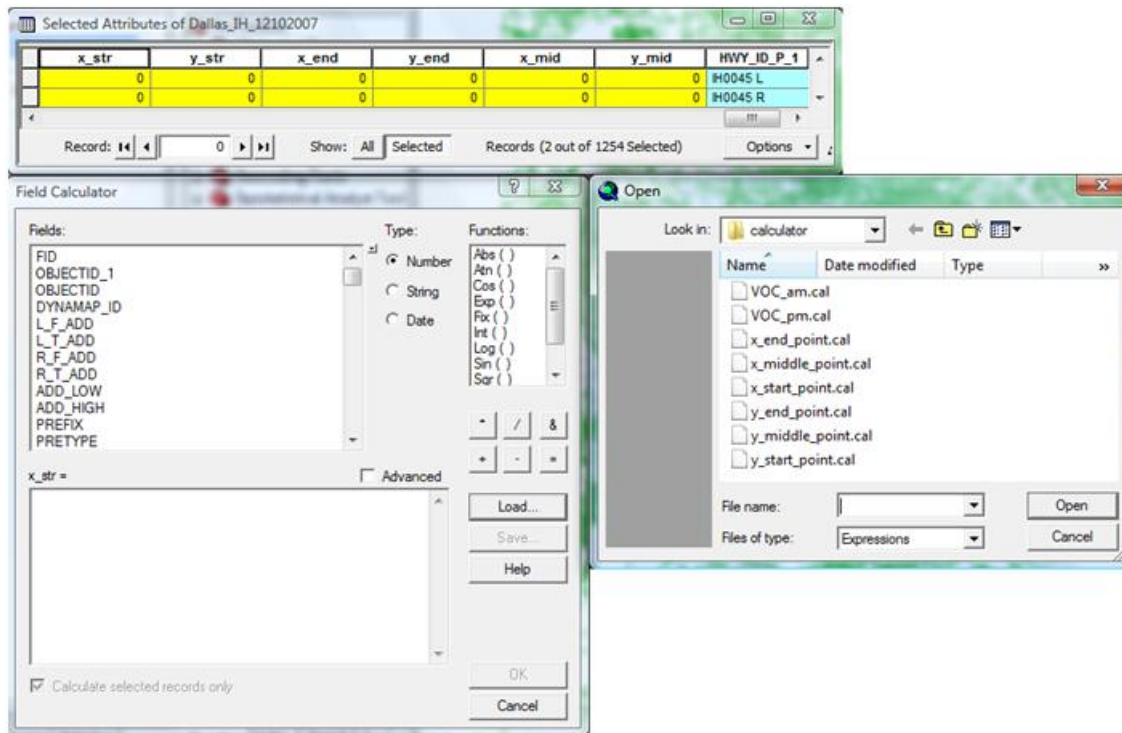 Selected Attributes of Dallas_IH_12102007
x_str y_str x_end y_end x_mid y_mid HWY_ID_P_1
0 0 0 0 0 0 IH0045 L
0 0 0 0 0 0 IH0045 R
Record: 0 Show: All Selected Records (2 out of 1254 Selected) Options
Field Calculator
Fields:
FID
OBJECTID_1
OBJECTID
DYNAMAP_ID
L_F_ADD
L_T_ADD
R_F_ADD
R_T_ADD
ADD_LOW
ADD_HIGH
PREFIX
PRETYPE
Type:
Number
String
Date
Functions:
Abs ( )
Atn ( )
Cos ( )
Exp ( )
Fix ( )
Int ( )
Log ( )
Sin ( )
Sqr ( )
* / &
+ - =
x_str =
Advanced
Load...
Save...
Help
Calculate selected records only
OK
Cancel
Open
Look in: calculator
Name Date modified Type »
VOC_am.cal
VOC_pm.cal
x_end_point.cal
x_middle_point.cal
x_start_point.cal
y_end_point.cal
y_middle_point.cal
y_start_point.cal
File name: Open
Files of type: Expressions Cancel